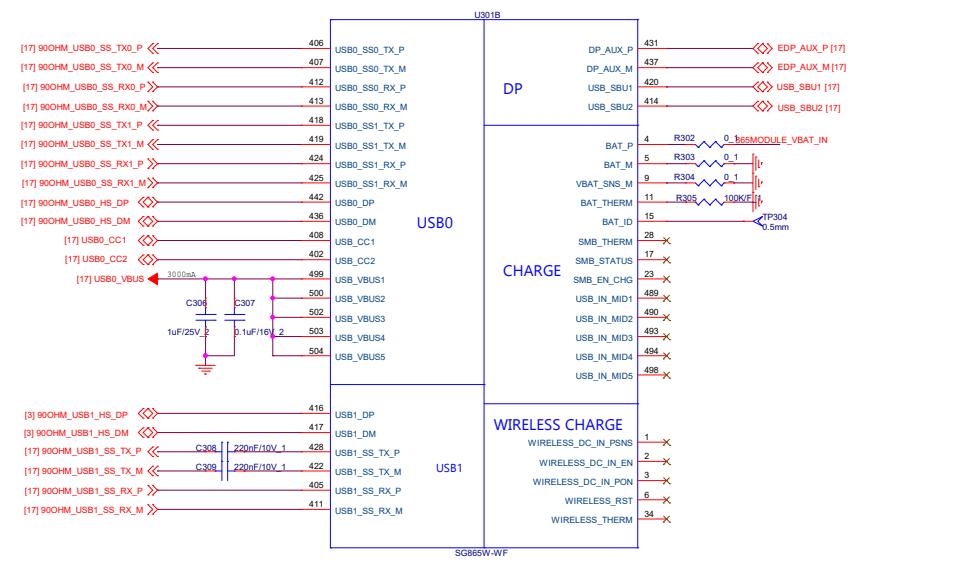 U301B
[17] 90OHM_USB0_SS_TX0_P 406 USB0_SS0_TX_P
[17] 90OHM_USB0_SS_TX0_M 407 USB0_SS0_TX_M
[17] 90OHM_USB0_SS_RX0_P 412 USB0_SS0_RX_P
[17] 90OHM_USB0_SS_RX0_M 413 USB0_SS0_RX_M
[17] 90OHM_USB0_SS_TX1_P 418 USB0_SS1_TX_P
[17] 90OHM_USB0_SS_TX1_M 419 USB0_SS1_TX_M
[17] 90OHM_USB0_SS_RX1_P 424 USB0_SS1_RX_P
[17] 90OHM_USB0_SS_RX1_M 425 USB0_SS1_RX_M
[17] 90OHM_USB0_HS_DP 442 USB0_DP
[17] 90OHM_USB0_HS_DM 436 USB0_DM
[17] USB0_CC1 408 USB_CC1
[17] USB0_CC2 402 USB_CC2
[17] USB0_VBUS 3000mA 499 USB_VBUS1
500 USB_VBUS2
502 USB_VBUS3
503 USB_VBUS4
504 USB_VBUS5
C306 C307
1uF/25V_2 0.1uF/16V_2
USB0
[3] 90OHM_USB1_HS_DP 416 USB1_DP
[3] 90OHM_USB1_HS_DM 417 USB1_DM
[17] 90OHM_USB1_SS_TX_P C308 220nF/10V_1 428 USB1_SS_TX_P
[17] 90OHM_USB1_SS_TX_M C309 220nF/10V_1 422 USB1_SS_TX_M
[17] 90OHM_USB1_SS_RX_P 405 USB1_SS_RX_P
[17] 90OHM_USB1_SS_RX_M 411 USB1_SS_RX_M
USB1
DP
DP_AUX_P 431 EDP_AUX_P [17]
DP_AUX_M 437 EDP_AUX_M [17]
USB_SBU1 420 USB_SBU1 [17]
USB_SBU2 414 USB_SBU2 [17]
CHARGE
BAT_P 4 R302 0_1 865MODULE_VBAT_IN
BAT_M 5 R303 0_1
VBAT_SNS_M 9 R304 0_1
BAT_THERM 11 R305 100K/F_1
BAT_ID 15 TP304
0.5mm
SMB_THERM 28
SMB_STATUS 17
SMB_EN_CHG 23
USB_IN_MID1 489
USB_IN_MID2 490
USB_IN_MID3 493
USB_IN_MID4 494
USB_IN_MID5 498
WIRELESS CHARGE
WIRELESS_DC_IN_PSNS 1
WIRELESS_DC_IN_EN 2
WIRELESS_DC_IN_PON 3
WIRELESS_RST 6
WIRELESS_THERM 34
SG865W-WF